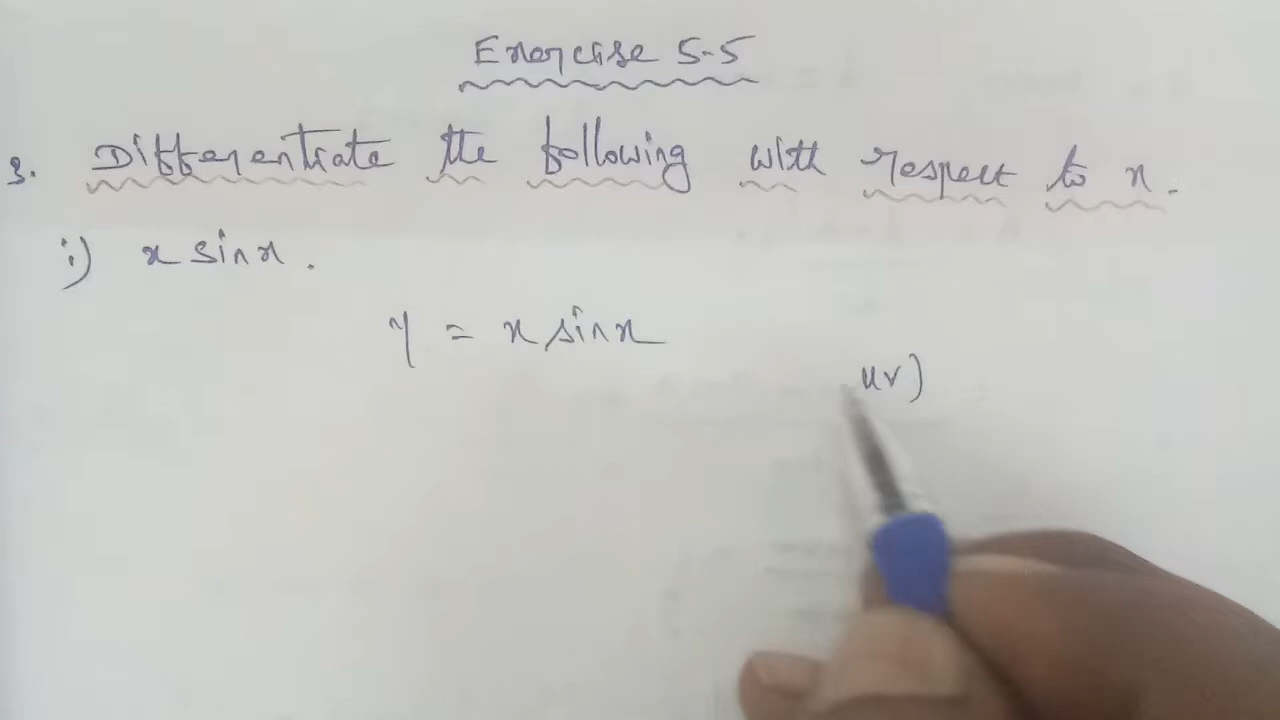 Exercise 5.5
3. Differentiate the following with respect to x.
i) x sin x.
y = x sin x
uv)